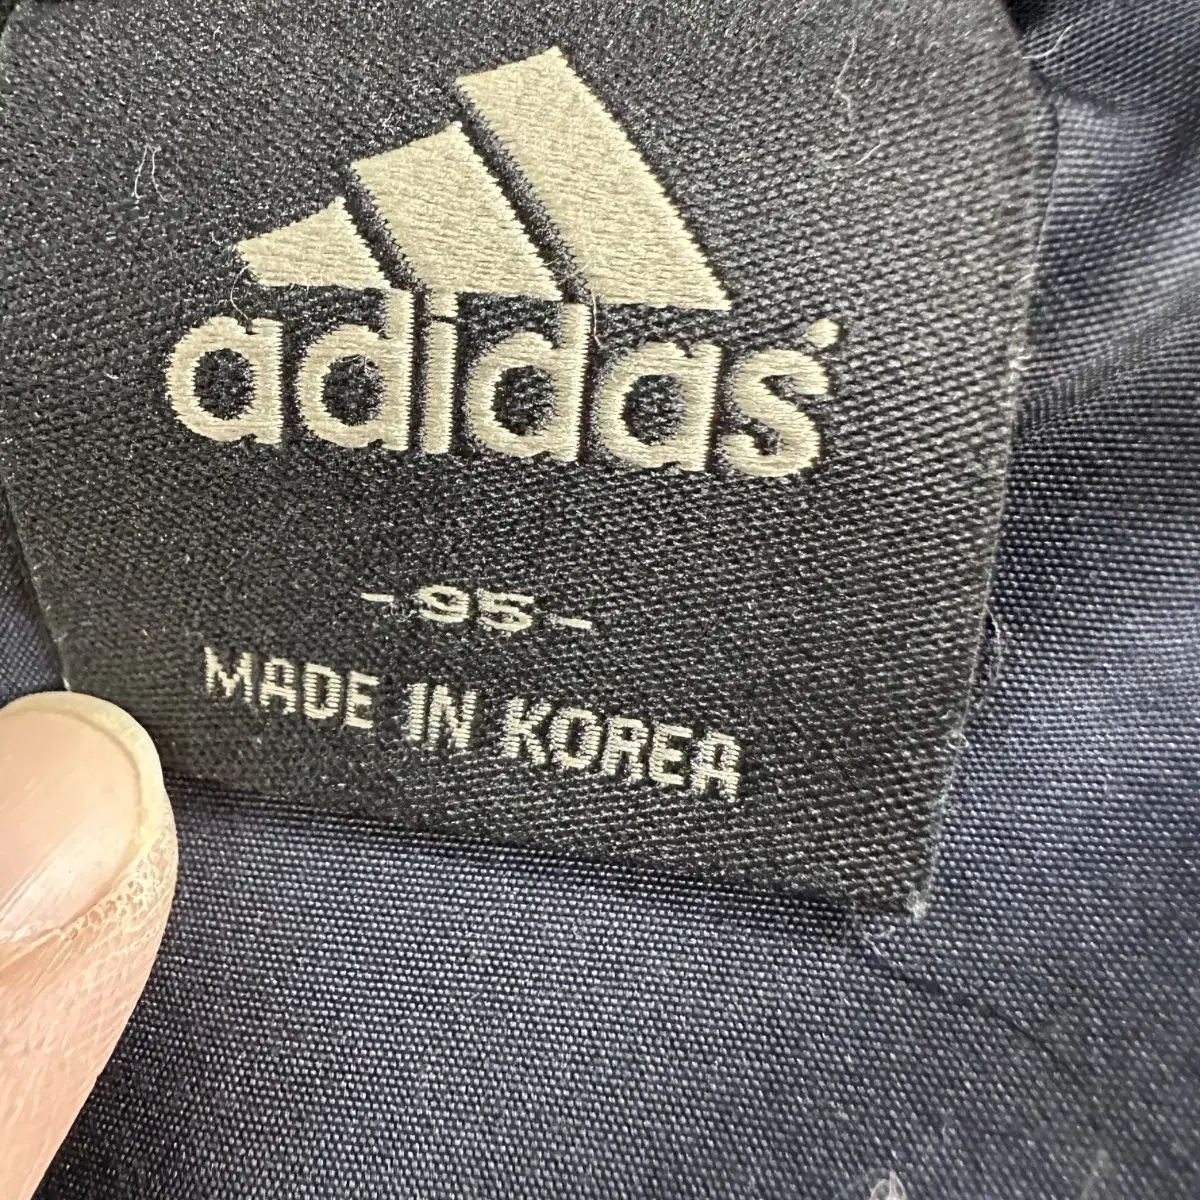 adidas
-95-
MADE IN KOREA